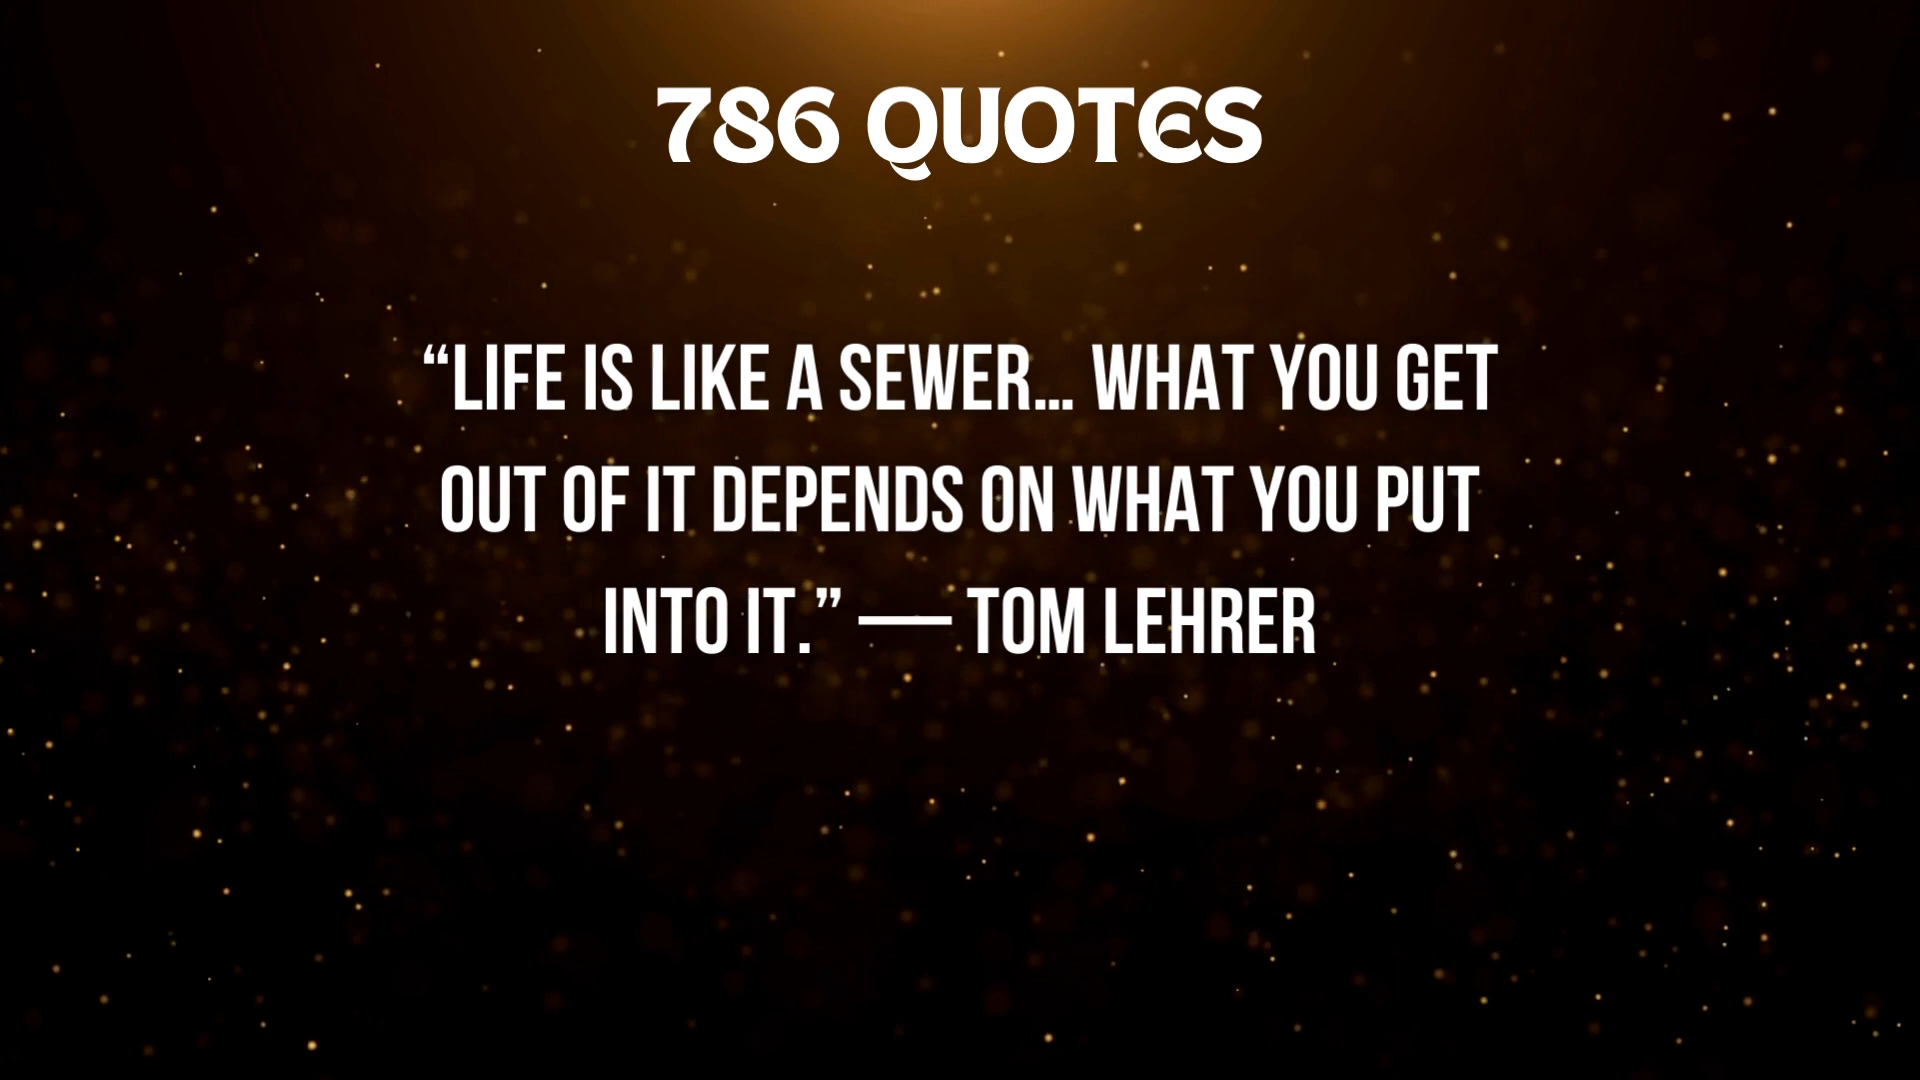 786 QUOTES
“LIFE IS LIKE A SEWER… WHAT YOU GET
OUT OF IT DEPENDS ON WHAT YOU PUT
INTO IT.” — TOM LEHRER